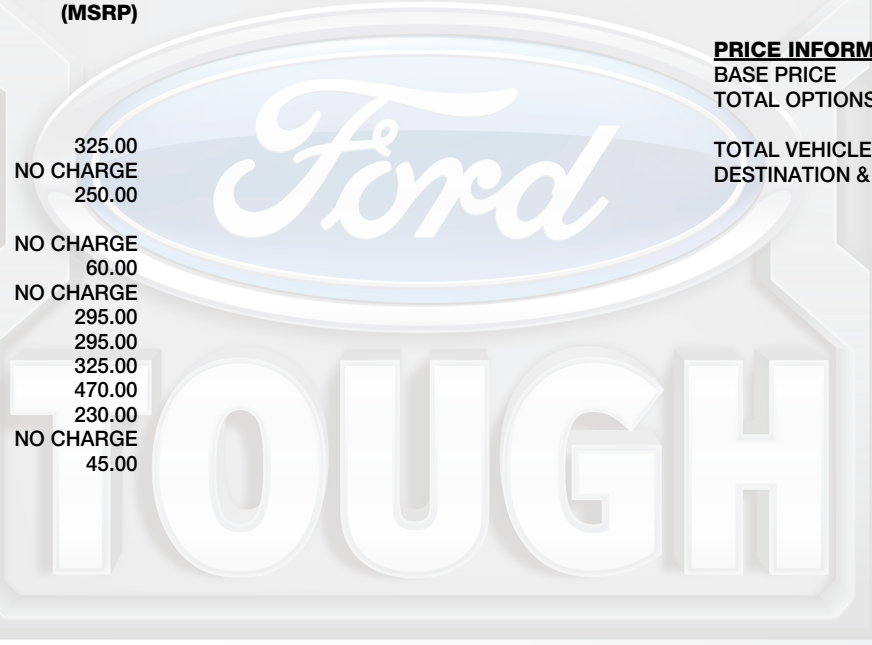 (MSRP)
325.00
NO CHARGE
250.00
NO CHARGE
60.00
NO CHARGE
295.00
295.00
325.00
470.00
230.00
NO CHARGE
45.00
PRICE INFORM
BASE PRICE
TOTAL OPTIONS
TOTAL VEHICLE
DESTINATION &
Ford
TOUGH